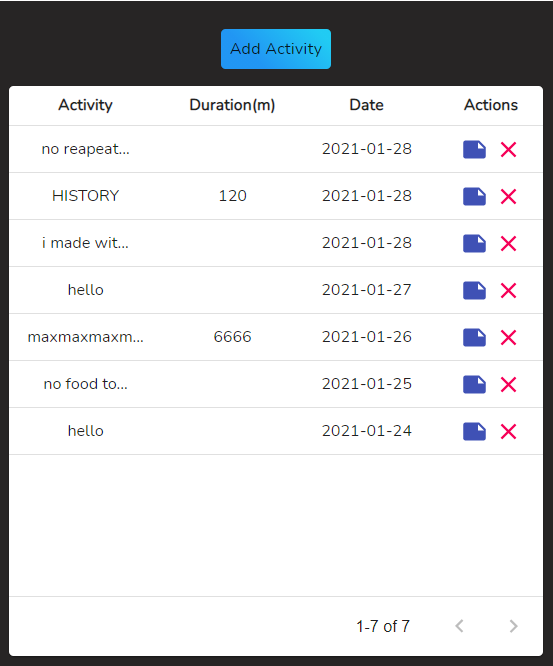 Add Activity
Activity Duration(m) Date Actions
no reapeat... 2021-01-28
HISTORY 120 2021-01-28
i made wit... 2021-01-28
hello 2021-01-27
maxmaxmaxm... 6666 2021-01-26
no food to... 2021-01-25
hello 2021-01-24
1-7 of 7